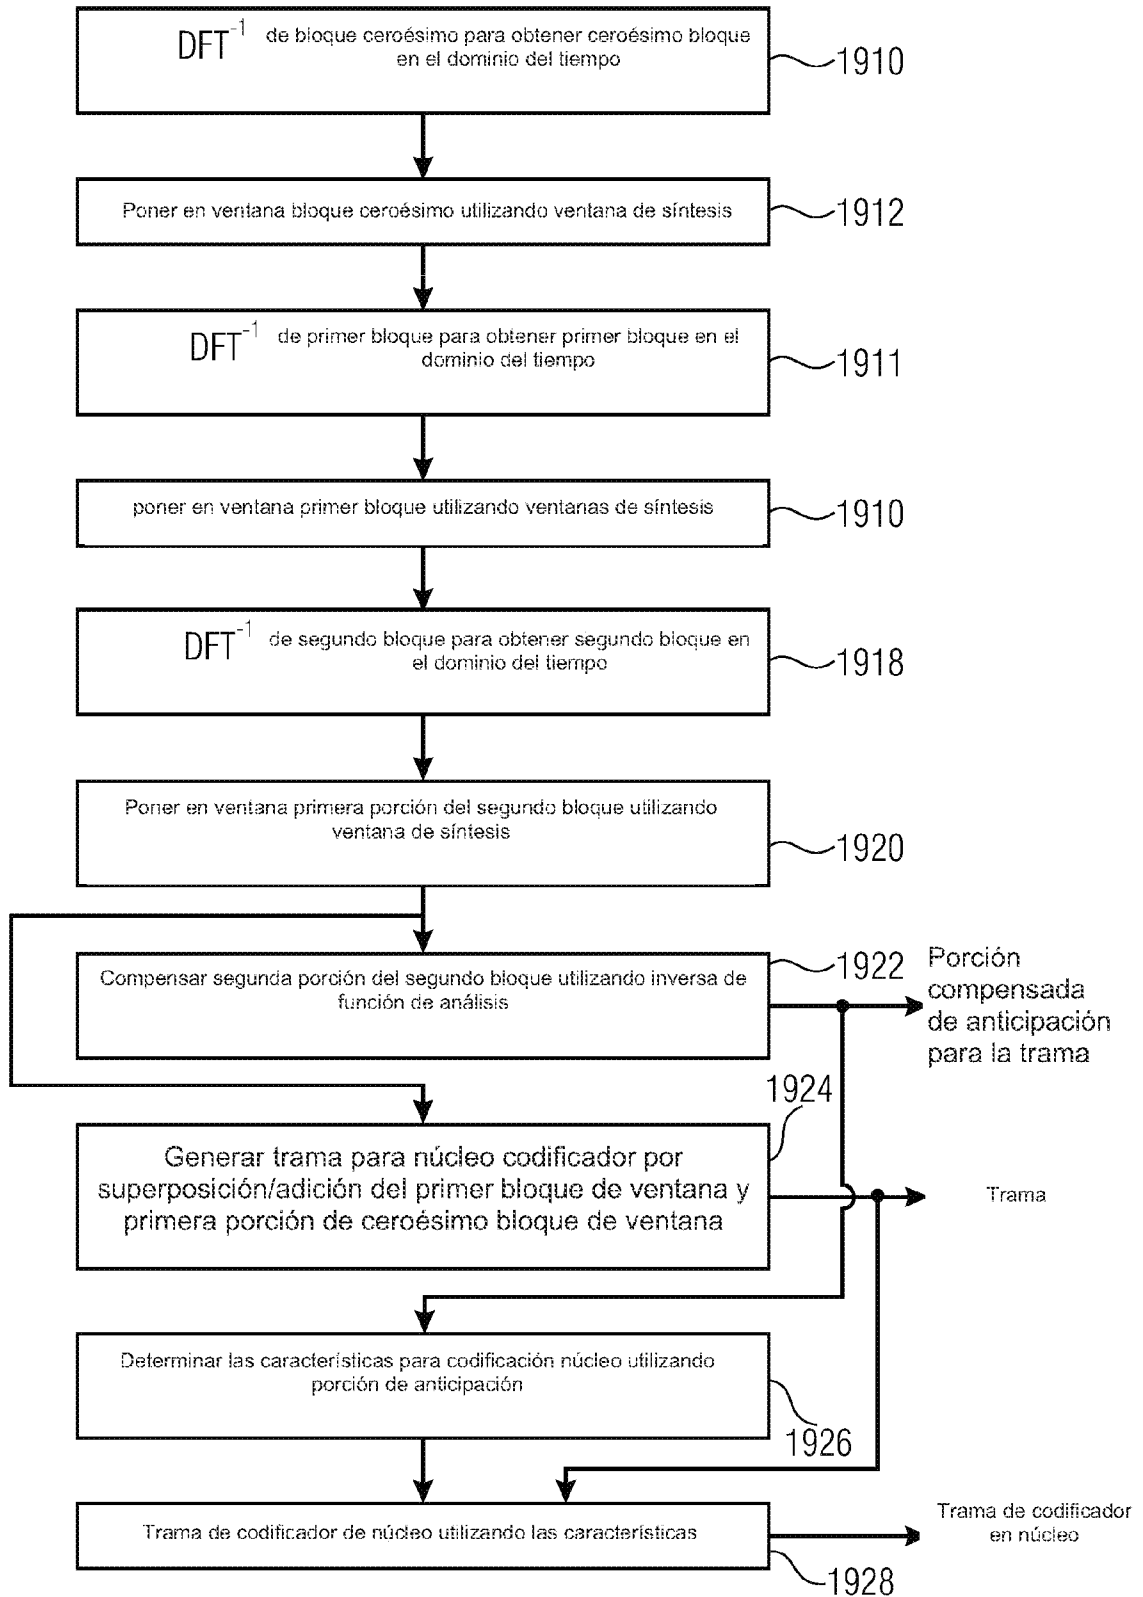 DFT-1 de bloque ceroésimo para obtener ceroésimo bloque
en el dominio del tiempo
1910
Poner en ventana bloque ceroésimo utilizando ventana de síntesis
1912
DFT-1 de primer bloque para obtener primer bloque en el
dominio del tiempo
1911
poner en ventana primer bloque utilizando ventanas de síntesis
1910
DFT-1 de segundo bloque para obtener segundo bloque en
el dominio del tiempo
1918
Poner en ventana primera porción del segundo bloque utilizando
ventana de síntesis
1920
Compensar segunda porción del segundo bloque utilizando inversa de
función de análisis
1922
Porción
compensada
de anticipación
para la trama
1924
Generar trama para núcleo codificador por
superposición/adición del primer bloque de ventana y
primera porción de ceroésimo bloque de ventana
Trama
Determinar las características para codificación núcleo utilizando
porción de anticipación
1926
Trama de codificador de núcleo utilizando las características
1928
Trama de codificador
en núcleo